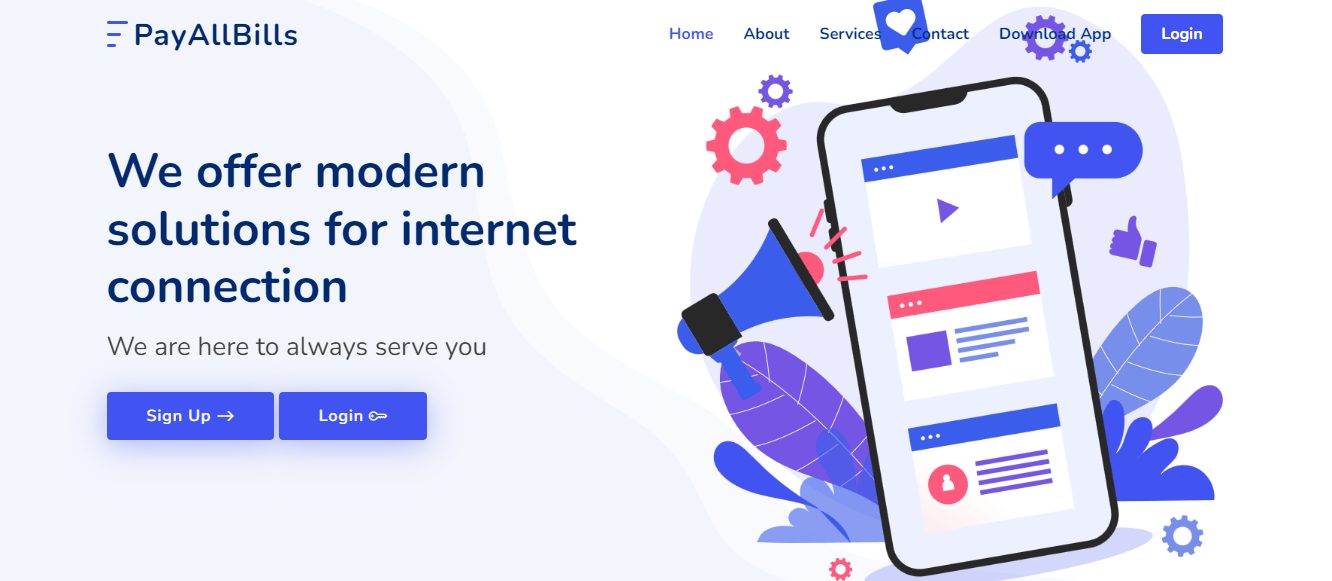 PayAllBills
Home About Services Contact Download App Login
We offer modern
solutions for internet
connection
We are here to always serve you
Sign Up Login